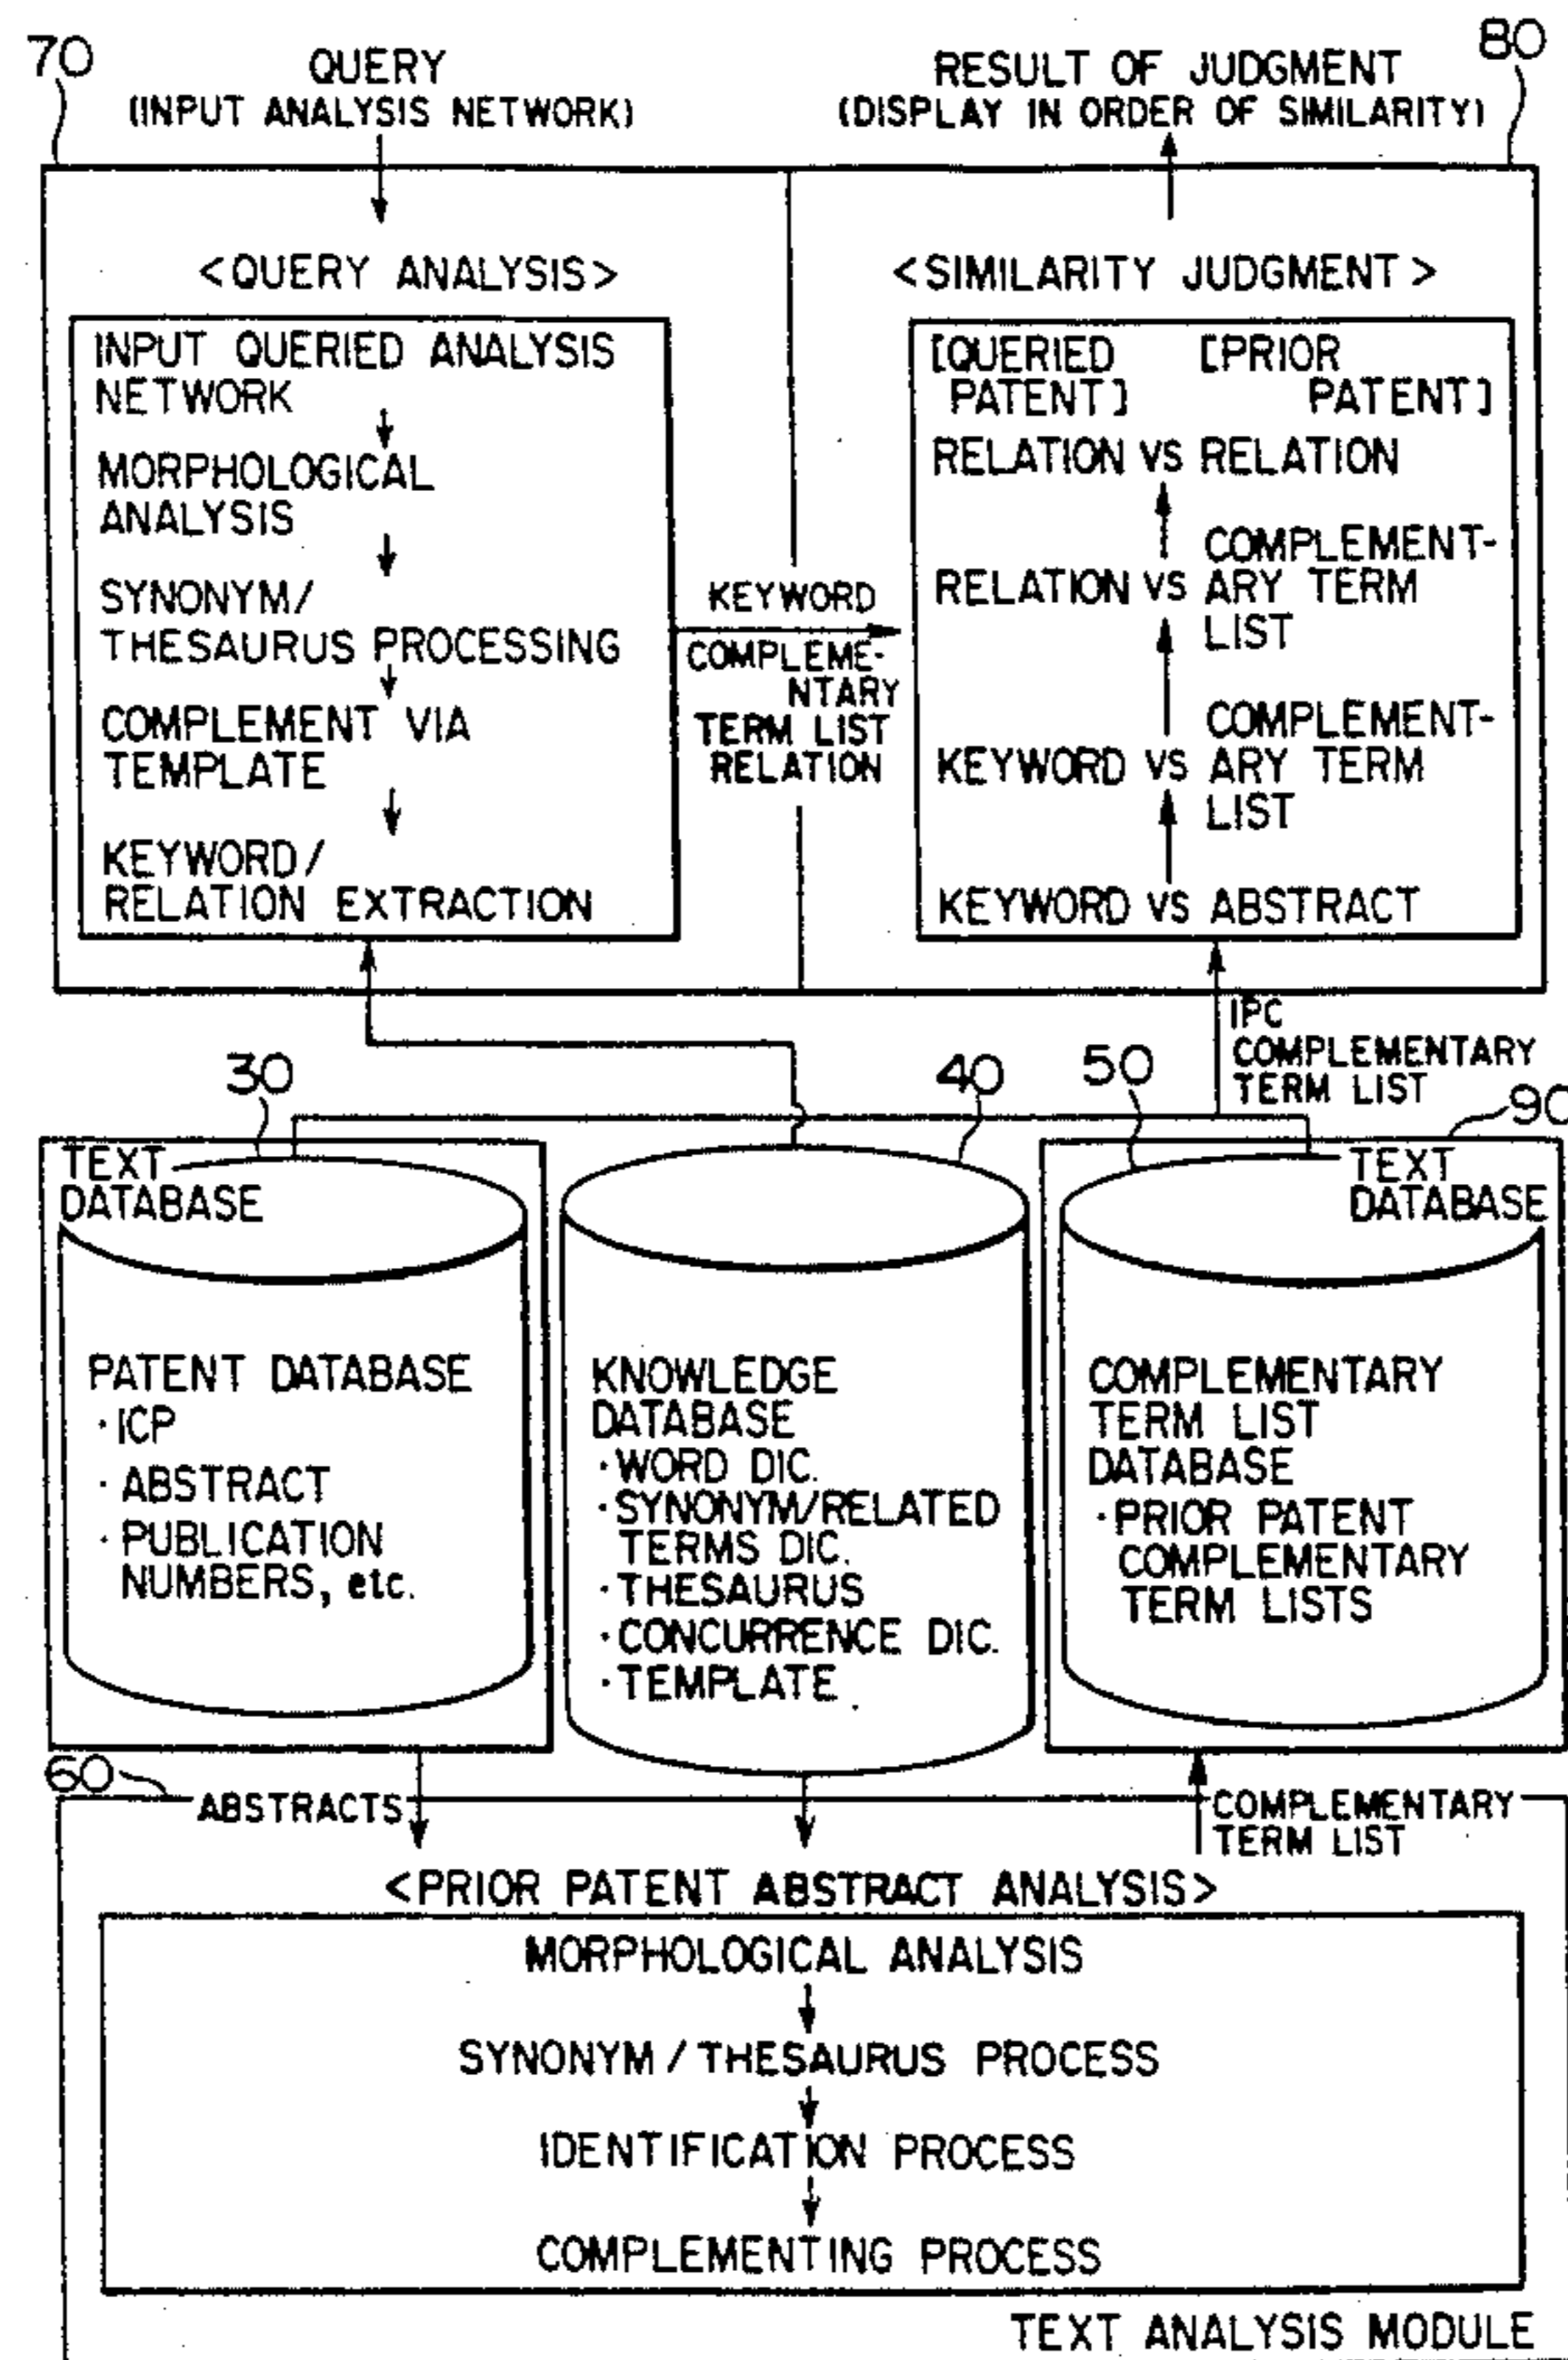 70
QUERY
(INPUT ANALYSIS NETWORK)
RESULT OF JUDGMENT
(DISPLAY IN ORDER OF SIMILARITY)
80
<QUERY ANALYSIS>
INPUT QUERIED ANALYSIS
NETWORK
MORPHOLOGICAL
ANALYSIS
SYNONYM/
THESAURUS PROCESSING
COMPLEMENT VIA
TEMPLATE
KEYWORD/
RELATION EXTRACTION
KEYWORD
COMPLEME-
NTARY
TERM LIST
RELATION
<SIMILARITY JUDGMENT>
[QUERIED PATENT] [PRIOR PATENT]
RELATION VS RELATION
COMPLEMENT-
RELATION VS ARY TERM
LIST
COMPLEMENT-
KEYWORD VS ARY TERM
LIST
KEYWORD VS ABSTRACT
IPC
COMPLEMENTARY
TERM LIST
30
40
50
90
TEXT
DATABASE
PATENT DATABASE
·ICP
·ABSTRACT
·PUBLICATION
NUMBERS, etc.
KNOWLEDGE
DATABASE
·WORD DIC.
·SYNONYM/RELATED
TERMS DIC.
·THESAURUS
·CONCURRENCE DIC.
·TEMPLATE
TEXT
DATABASE
COMPLEMENTARY
TERM LIST
DATABASE
·PRIOR PATENT
COMPLEMENTARY
TERM LISTS
60
ABSTRACTS
COMPLEMENTARY
TERM LIST
<PRIOR PATENT ABSTRACT ANALYSIS>
MORPHOLOGICAL ANALYSIS
SYNONYM/THESAURUS PROCESS
IDENTIFICATION PROCESS
COMPLEMENTING PROCESS
TEXT ANALYSIS MODULE